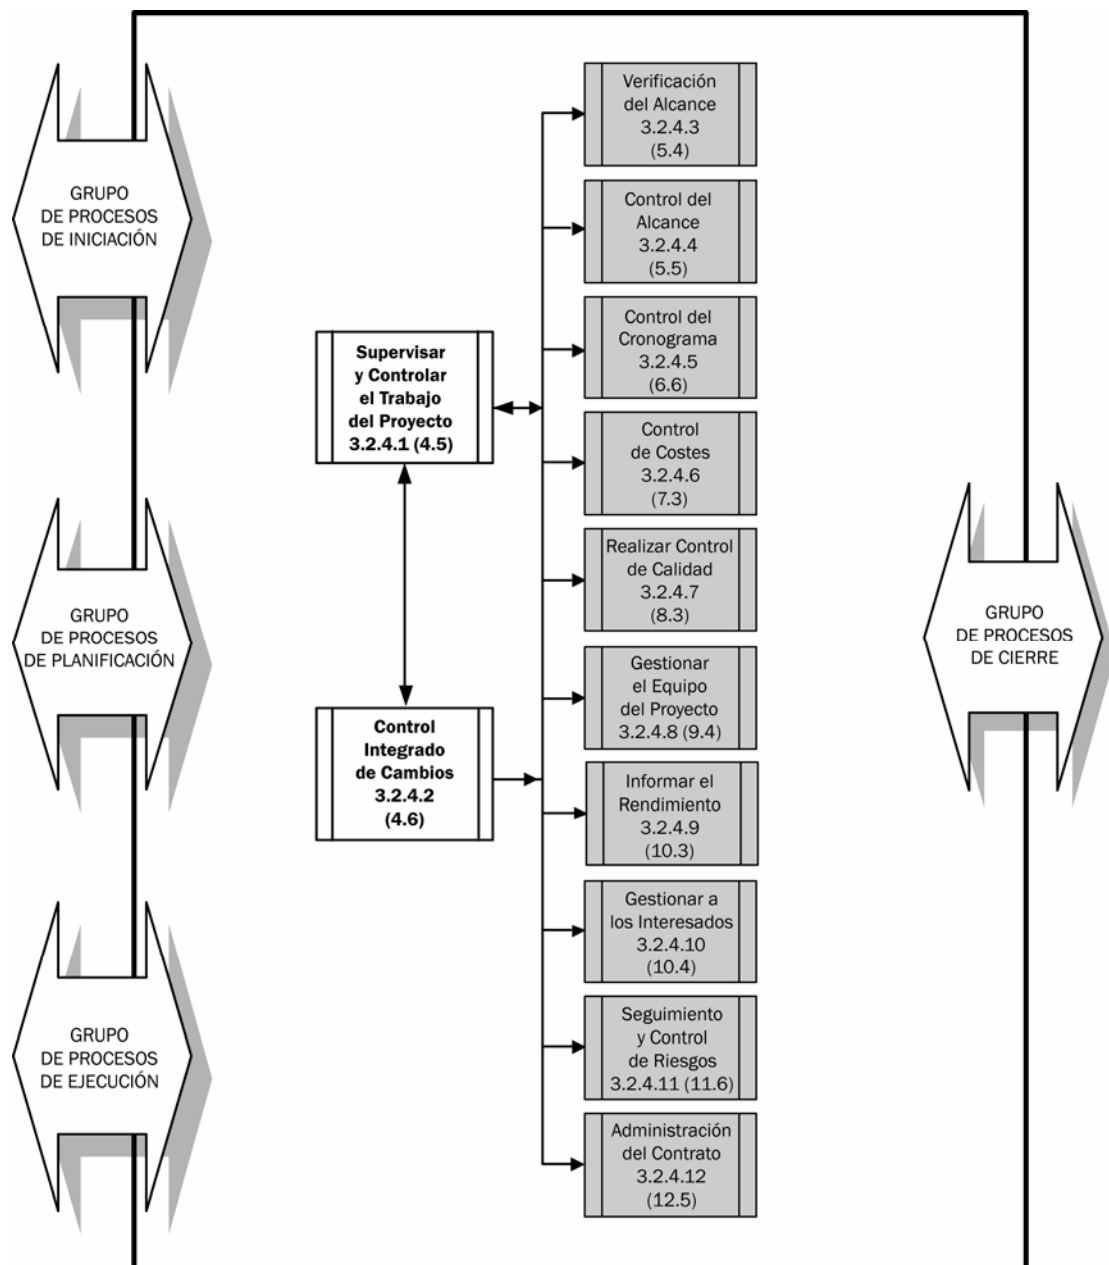 GRUPO
DE PROCESOS
DE INICIACIÓN
GRUPO
DE PROCESOS
DE PLANIFICACIÓN
GRUPO
DE PROCESOS
DE EJECUCIÓN
Supervisar
y Controlar
el Trabajo
del Proyecto
3.2.4.1 (4.5)
Control
Integrado
de Cambios
3.2.4.2
(4.6)
Verificación
del Alcance
3.2.4.3
(5.4)
Control del
Alcance
3.2.4.4
(5.5)
Control del
Cronograma
3.2.4.5
(6.6)
Control
de Costes
3.2.4.6
(7.3)
Realizar Control
de Calidad
3.2.4.7
(8.3)
Gestionar
el Equipo
del Proyecto
3.2.4.8 (9.4)
Informar el
Rendimiento
3.2.4.9
(10.3)
Gestionar a
los Interesados
3.2.4.10
(10.4)
Seguimiento
y Control
de Riesgos
3.2.4.11 (11.6)
Administración
del Contrato
3.2.4.12
(12.5)
GRUPO
DE PROCESOS
DE CIERRE